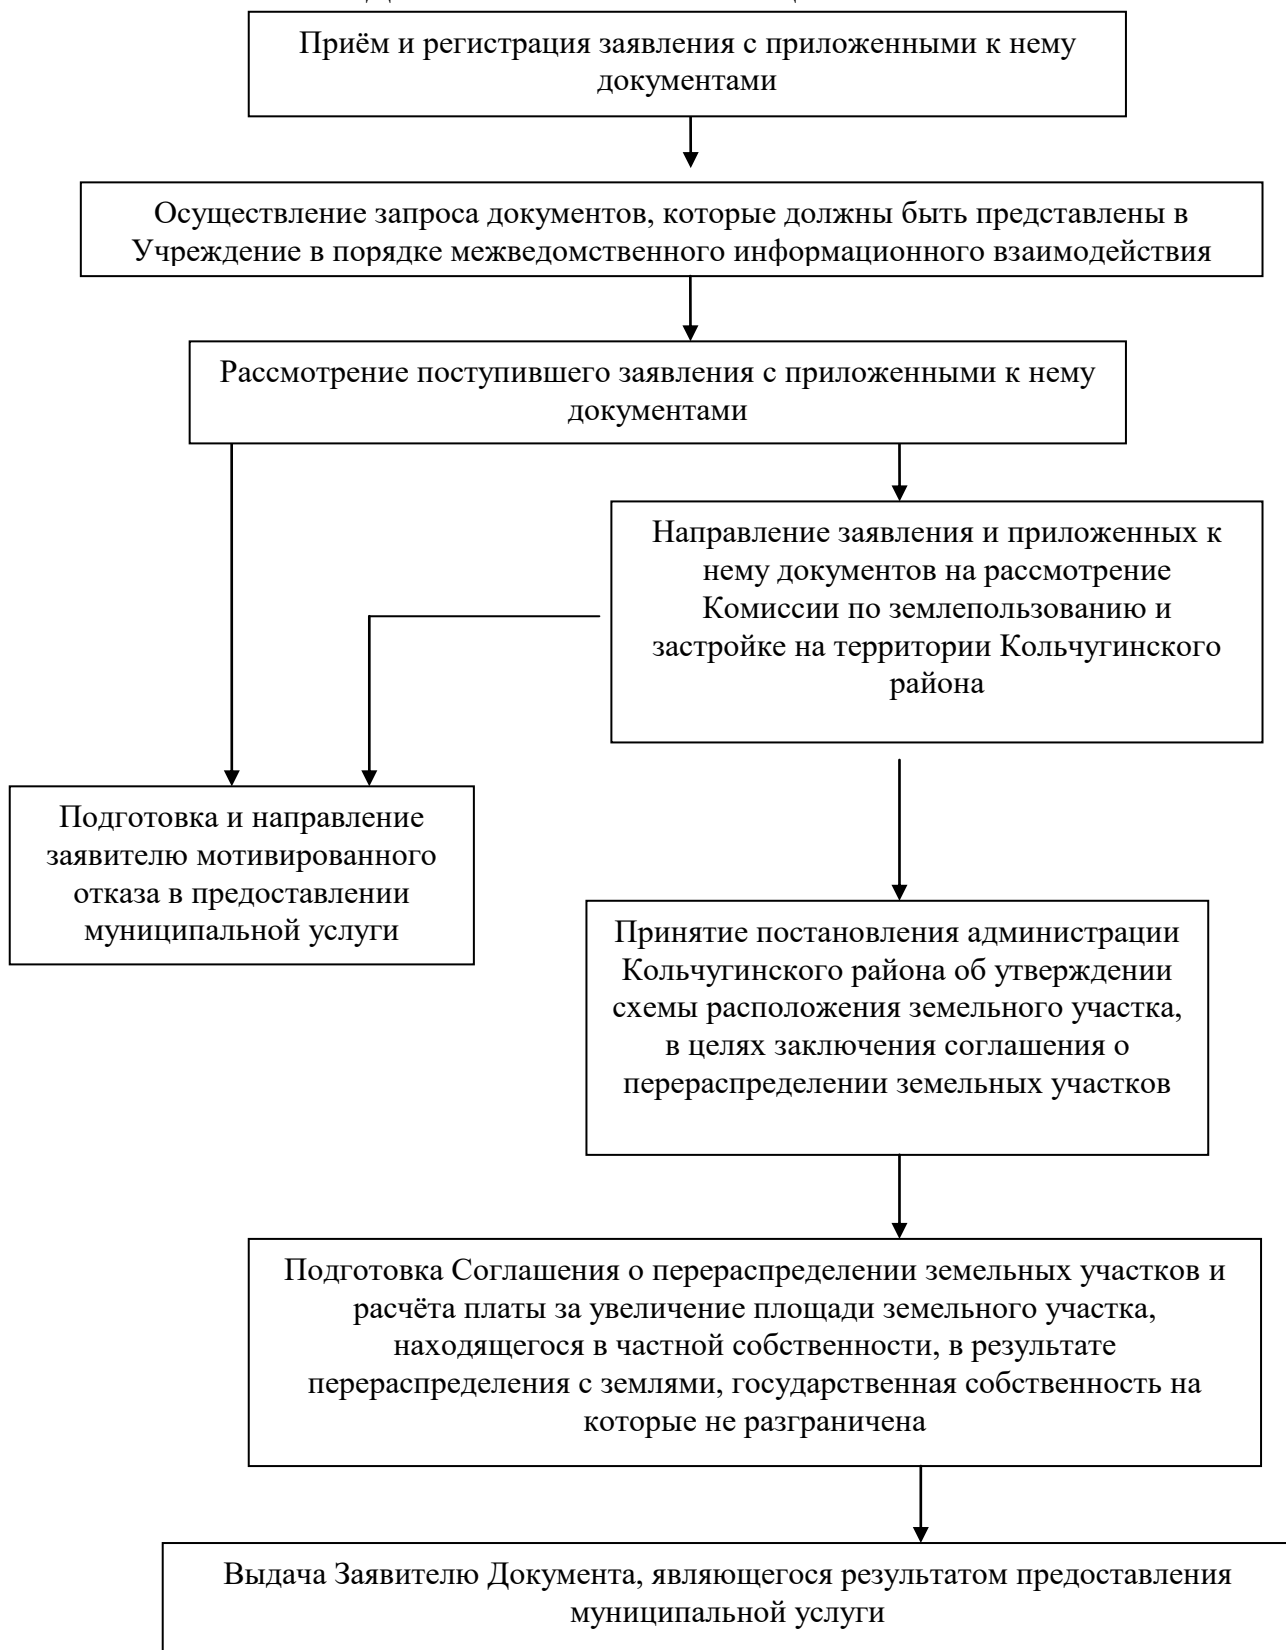 Приём и регистрация заявления с приложенными к нему
документами
Осуществление запроса документов, которые должны быть представлены в
Учреждение в порядке межведомственного информационного взаимодействия
Рассмотрение поступившего заявления с приложенными к нему
документами
Направление заявления и приложенных к
нему документов на рассмотрение
Комиссии по землепользованию и
застройке на территории Кольчугинского
района
Подготовка и направление
заявителю мотивированного
отказа в предоставлении
муниципальной услуги
Принятие постановления администрации
Кольчугинского района об утверждении
схемы расположения земельного участка,
в целях заключения соглашения о
перераспределении земельных участков
Подготовка Соглашения о перераспределении земельных участков и
расчёта платы за увеличение площади земельного участка,
находящегося в частной собственности, в результате
перераспределения с землями, государственная собственность на
которые не разграничена
Выдача Заявителю Документа, являющегося результатом предоставления
муниципальной услуги